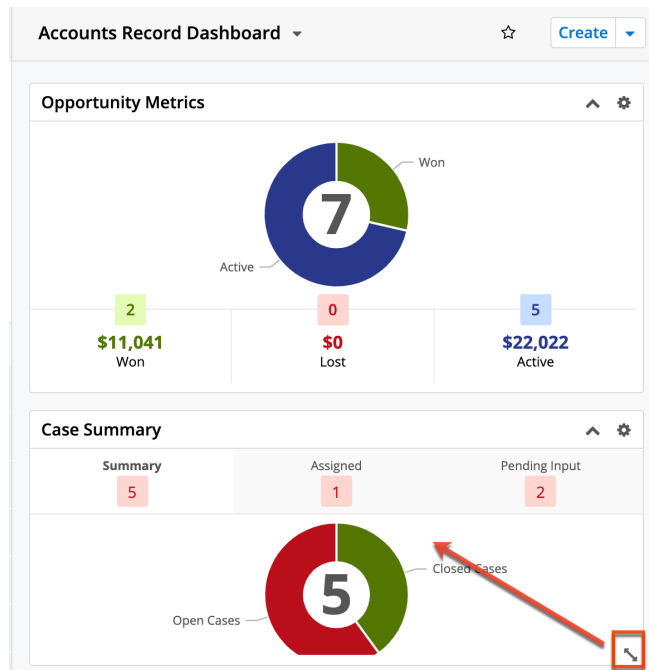 Accounts Record Dashboard
Create
Opportunity Metrics
7
Won
Active
2
0
5
$11,041
$0
$22,022
Won
Lost
Active
Case Summary
Summary
Assigned
Pending Input
5
1
2
5
Closed Cases
Open Cases